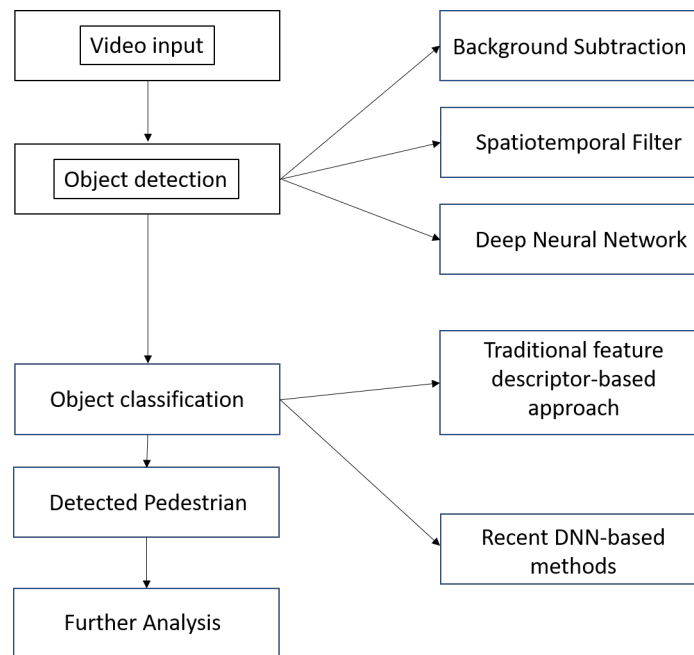 Video input
Background Subtraction
Object detection
Spatiotemporal Filter
Deep Neural Network
Object classification
Traditional feature
descriptor-based
approach
Detected Pedestrian
Recent DNN-based
methods
Further Analysis